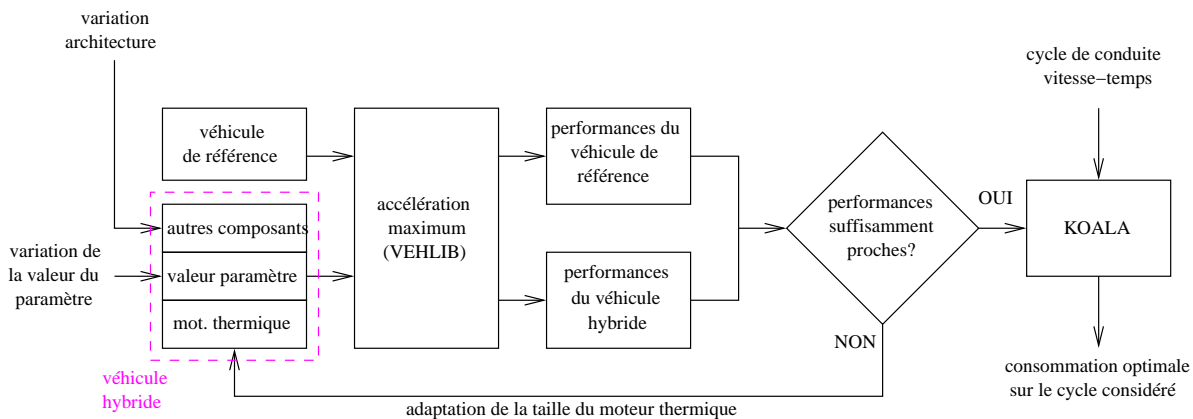 variation
architecture
cycle de conduite
vitesse−temps
véhicule
de référence
performances du
véhicule de
référence
accélération
maximum
(VEHLIB)
performances
suffisamment
proches?
OUI
KOALA
autres composants
variation de
la valeur du
paramètre
valeur paramètre
performances
du véhicule
hybride
mot. thermique
NON
véhicule
hybride
adaptation de la taille du moteur thermique
consommation optimale
sur le cycle considéré